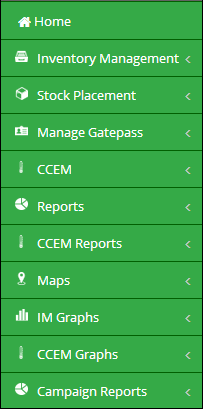 Home
Inventory Management
Stock Placement
Manage Gatepass
CCEM
Reports
CCEM Reports
Maps
IM Graphs
CCEM Graphs
Campaign Reports